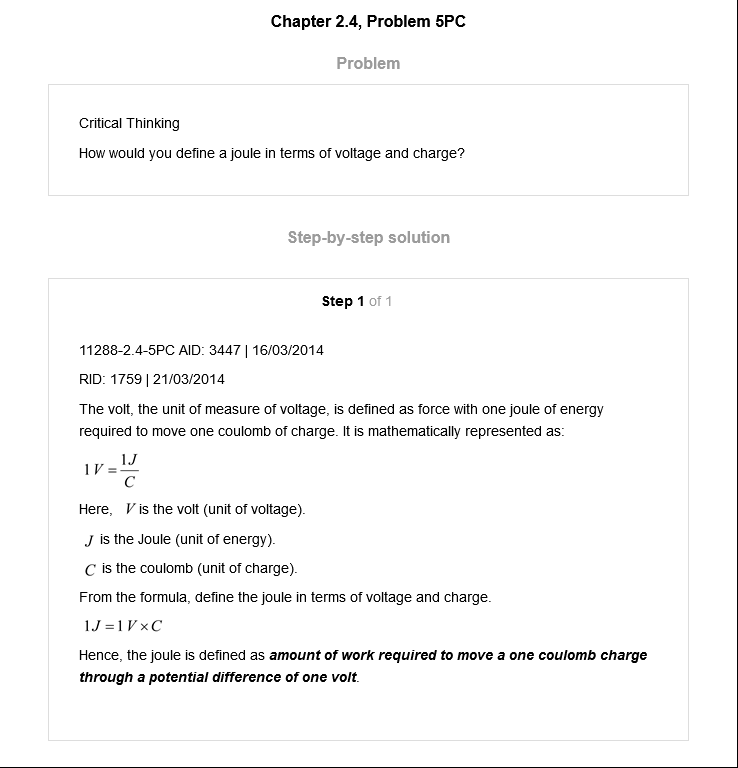 Chapter 2.4, Problem 5PC
Problem
Critical Thinking
How would you define a joule in terms of voltage and charge?
Step-by-step solution
Step 1 of 1
11288-2.4-5PC AID: 3447 | 16/03/2014
RID: 1759 | 21/03/2014
The volt, the unit of measure of voltage, is defined as force with one joule of energy
required to move one coulomb of charge. It is mathematically represented as:
1 V = 1J / C
Here, V is the volt (unit of voltage).
J is the Joule (unit of energy).
C is the coulomb (unit of charge).
From the formula, define the joule in terms of voltage and charge.
1J = 1 V × C
Hence, the joule is defined as amount of work required to move a one coulomb charge
through a potential difference of one volt.